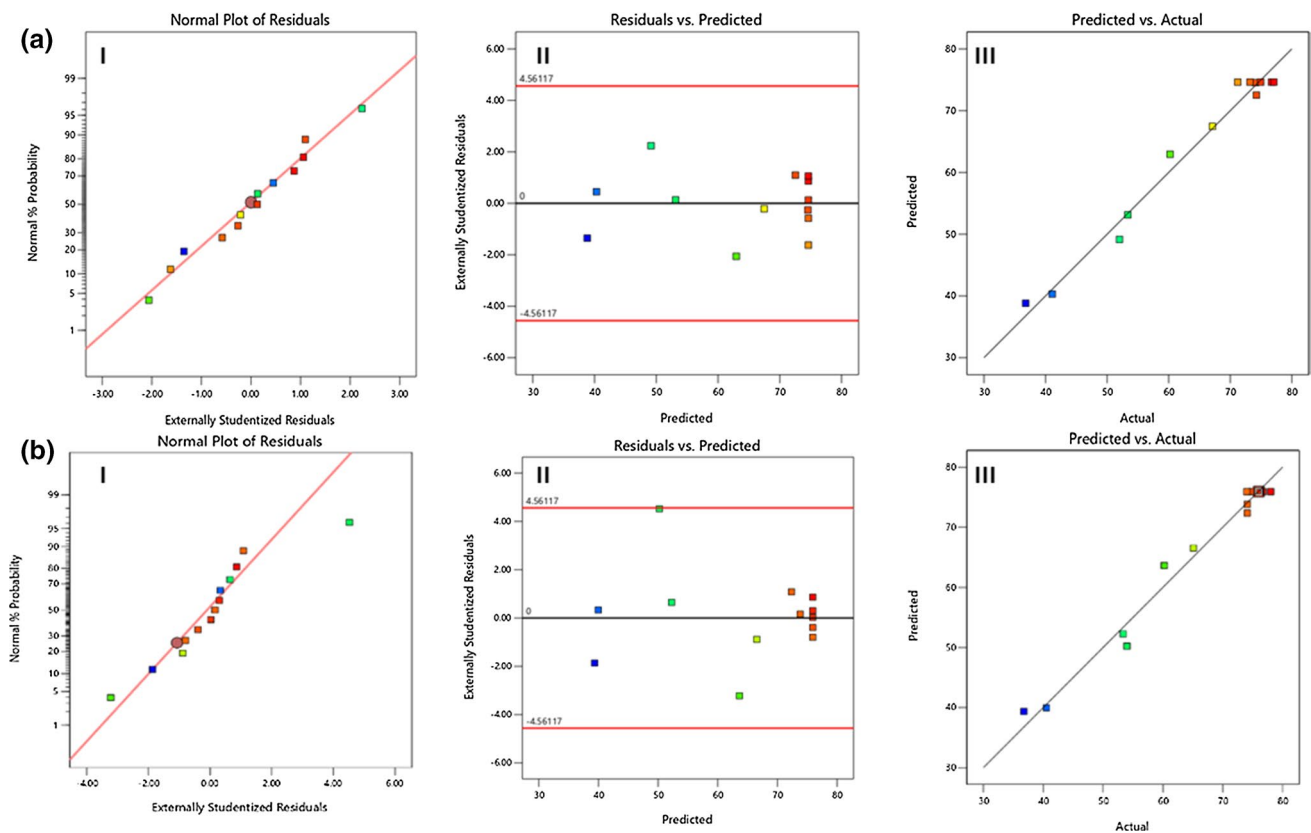 (a)
Normal Plot of Residuals
I
Normal % Probability
99
95
90
80
70
50
30
20
10
5
1
-3.00 -2.00 -1.00 0.00 1.00 2.00 3.00
Externally Studentized Residuals
Residuals vs. Predicted
II
Externally Studentized Residuals
6.00
4.56117
4.00
2.00
0
0.00
-2.00
-4.00
-4.56117
-6.00
30 40 50 60 70 80
Predicted
Predicted vs. Actual
III
Predicted
80
70
60
50
40
30
30 40 50 60 70 80
Actual
(b)
Normal Plot of Residuals
I
Normal % Probability
99
95
90
80
70
50
30
20
10
5
1
-4.00 -2.00 0.00 2.00 4.00 6.00
Externally Studentized Residuals
Residuals vs. Predicted
II
Externally Studentized Residuals
6.00
4.56117
4.00
2.00
0
0.00
-2.00
-4.00
-4.56117
-6.00
30 40 50 60 70 80
Predicted
Predicted vs. Actual
III
Predicted
80
70
60
50
40
30
30 40 50 60 70 80
Actual